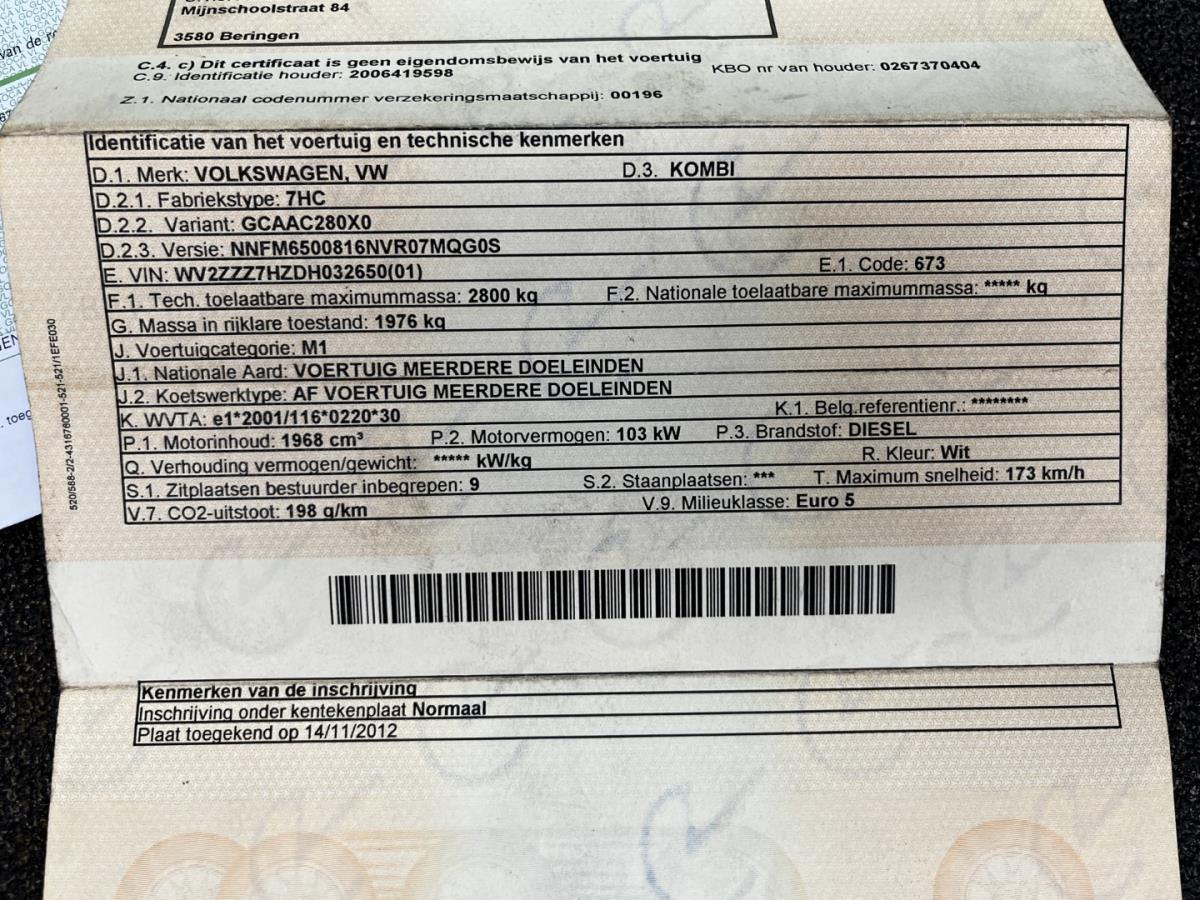 Mijnschoolstraat 84
3580 Beringen
van de
C.4. c) Dit certificaat is geen eigendomsbewijs van het voertuig
C.9. Identificatie houder: 2006419598
KBO nr van houder: 0267370404
Z.1. Nationaal codenummer verzekeringsmaatschappij: 00196
Identificatie van het voertuig en technische kenmerken
D.1. Merk: VOLKSWAGEN, VW D.3. KOMBI
D.2.1. Fabriekstype: 7HC
D.2.2. Variant: GCAAC280X0
D.2.3. Versie: NNFM6500816NVR07MQG0S
E. VIN: WV2ZZZ7HZDH032650(01) E.1. Code: 673
F.1. Tech. toelaatbare maximummassa: 2800 kg F.2. Nationale toelaatbare maximummassa: ***** kg
G. Massa in rijklare toestand: 1976 kg
J. Voertuigcategorie: M1
J.1. Nationale Aard: VOERTUIG MEERDERE DOELEINDEN
J.2. Koetswerktype: AF VOERTUIG MEERDERE DOELEINDEN
K. WVTA: e1*2001/116*0220*30 K.1. Belg.referentienr.: ********
P.1. Motorinhoud: 1968 cm³ P.2. Motorvermogen: 103 kW P.3. Brandstof: DIESEL
Q. Verhouding vermogen/gewicht: ***** kW/kg R. Kleur: Wit
S.1. Zitplaatsen bestuurder inbegrepen: 9 S.2. Staanplaatsen: *** T. Maximum snelheid: 173 km/h
V.7. CO2-uitstoot: 198 g/km V.9. Milieuklasse: Euro 5
520/588-2/2-4316780001-521-521/1EFE030
Kenmerken van de inschrijving
Inschrijving onder kentekenplaat Normaal
Plaat toegekend op 14/11/2012